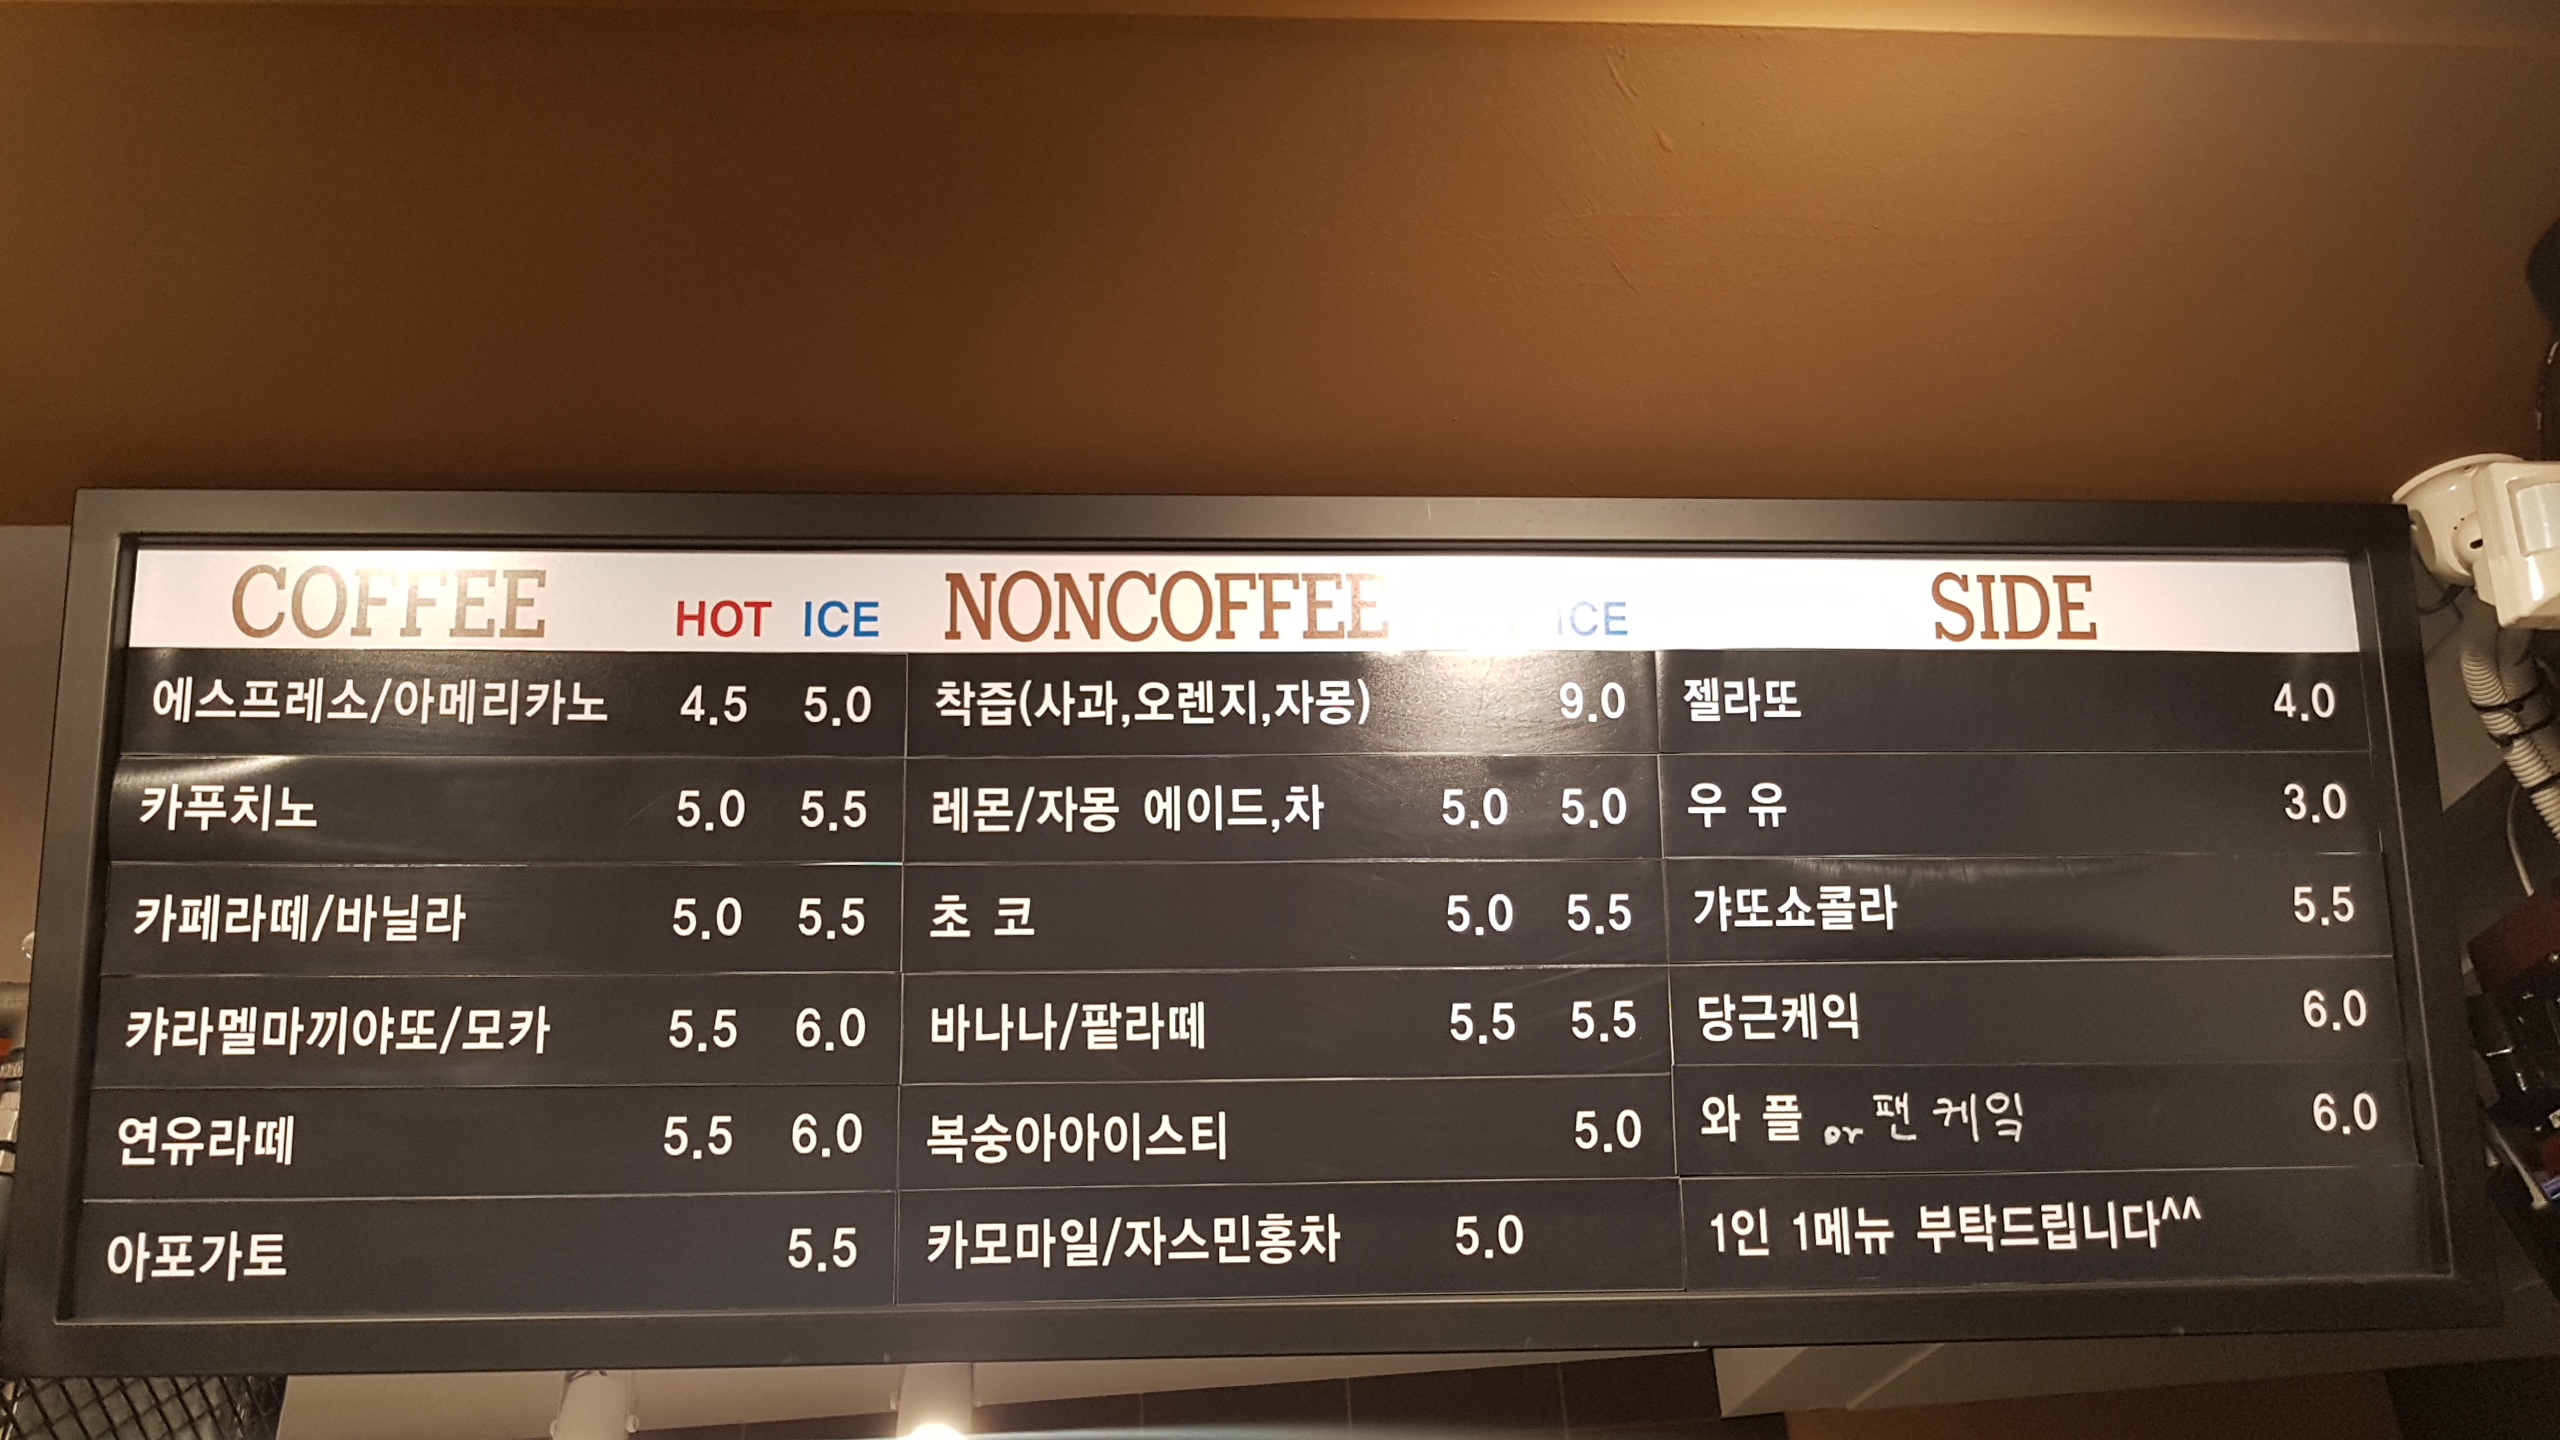 COFFEE HOT ICE
에스프레소/아메리카노 4.5 5.0
카푸치노 5.0 5.5
카페라떼/바닐라 5.0 5.5
캬라멜마끼야또/모카 5.5 6.0
연유라떼 5.5 6.0
아포가토 5.5
NONCOFFEE ICE
착즙(사과,오렌지,자몽) 9.0
레몬/자몽 에이드,차 5.0 5.0
초 코 5.0 5.5
바나나/팥라떼 5.5 5.5
복숭아아이스티 5.0
카모마일/자스민홍차 5.0
SIDE
젤라또 4.0
우 유 3.0
갸또쇼콜라 5.5
당근케익 6.0
와 플 or 팬케잌 6.0
1인 1메뉴 부탁드립니다^^